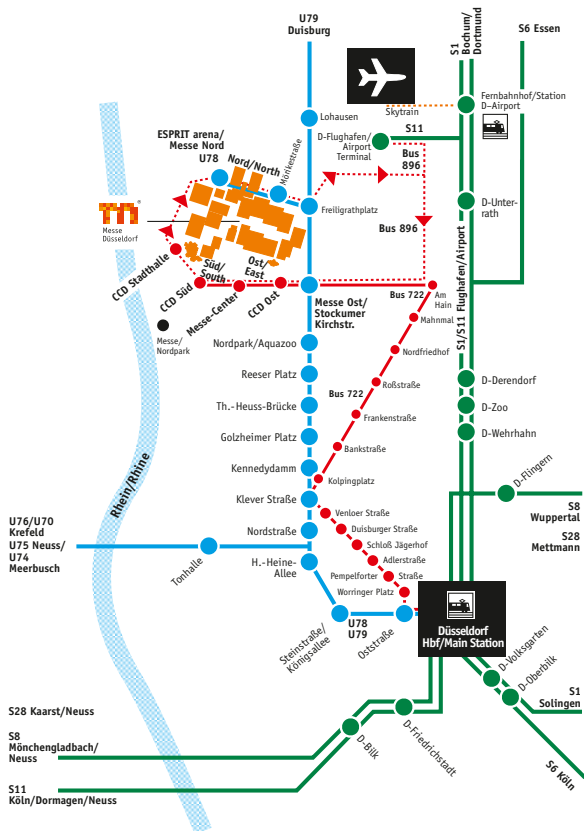 U79
Duisburg
S1
Bochum/
Dortmund
S6 Essen
Fernbahnhof/Station
D-Airport
Skytrain
Lohausen
S11
D-Flughafen/
Airport
Terminal
Bus
896
ESPRIT arena/
Messe Nord
U78
Nord/North
Mörikestraße
Freiligrathplatz
D-Unter-
rath
Messe
Düsseldorf
®
Bus 896
CCD Stadthalle
Süd/
South
Ost/
East
CCD Süd
Messe-Center
CCD Ost
Messe Ost/
Stockumer
Kirchstr.
Bus 722
Am
Hain
S1/S11 Flughafen/Airport
Messe/
Nordpark
Mahnmal
Nordpark/Aquazoo
Nordfriedhof
Reeser Platz
Roßstraße
D-Derendorf
Bus 722
Th.-Heuss-Brücke
D-Zoo
Frankenstraße
Golzheimer Platz
D-Wehrhahn
Bankstraße
Kennedydamm
Kolpingplatz
Rhein/Rhine
D-Flingern
Klever Straße
Venloer Straße
S8
Wuppertal
U76/U70
Krefeld
U75 Neuss/
U74
Meerbusch
Nordstraße
Duisburger Straße
S28
Mettmann
Schloß Jägerhof
Tonhalle
H.-Heine-
Allee
Adlerstraße
Pempelforter
Straße
Worringer Platz
Steinstraße/
Königsallee
U78
U79
Oststraße
Düsseldorf
Hbf/Main Station
D-Volksgarten
D-Oberbilk
S1
Solingen
S28 Kaarst/Neuss
S8
Mönchengladbach/
Neuss
D-Bilk
D-Friedrichstadt
S6 Köln
S11
Köln/Dormagen/Neuss